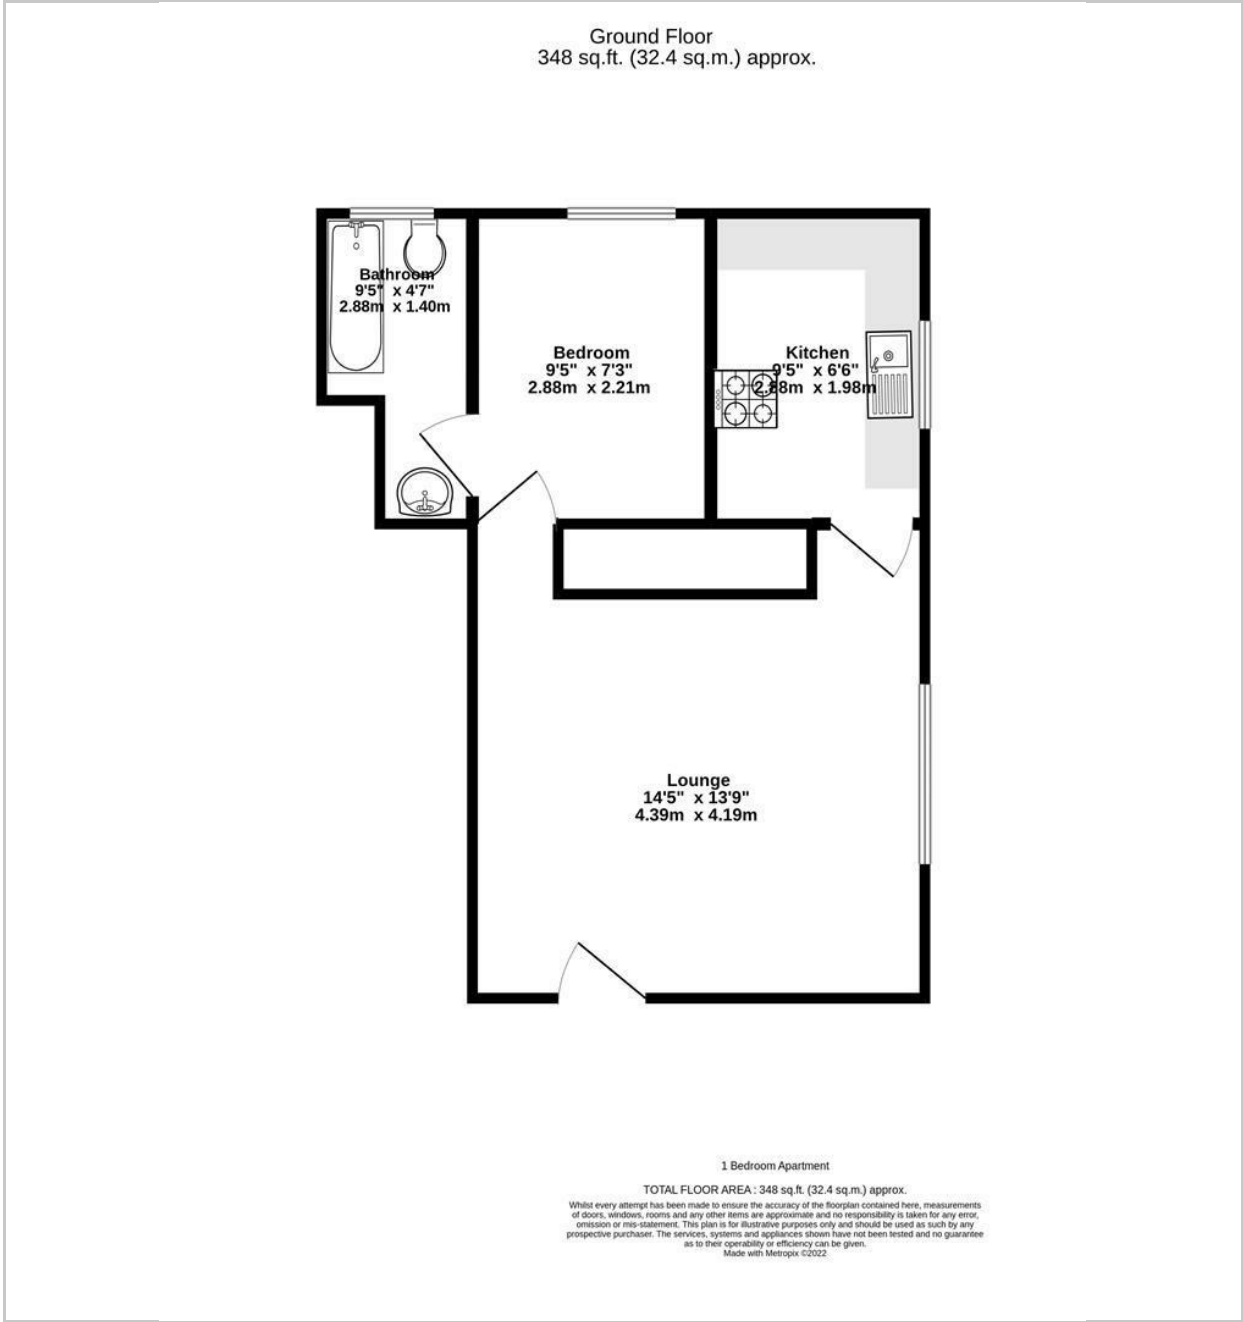 Ground Floor
348 sq.ft. (32.4 sq.m.) approx.
Bathroom
9'5" x 4'7"
2.88m x 1.40m
Bedroom
9'5" x 7'3"
2.88m x 2.21m
Kitchen
9'5" x 6'6"
2.88m x 1.98m
Lounge
14'5" x 13'9"
4.39m x 4.19m
1 Bedroom Apartment
TOTAL FLOOR AREA : 348 sq.ft. (32.4 sq.m.) approx.
Whilst every attempt has been made to ensure the accuracy of the floorplan contained here, measurements
of doors, windows, rooms and any other items are approximate and no responsibility is taken for any error,
omission or mis-statement. This plan is for illustrative purposes only and should be used as such by any
prospective purchaser. The services, systems and appliances shown have not been tested and no guarantee
as to their operability or efficiency can be given.
Made with Metropix ©2022